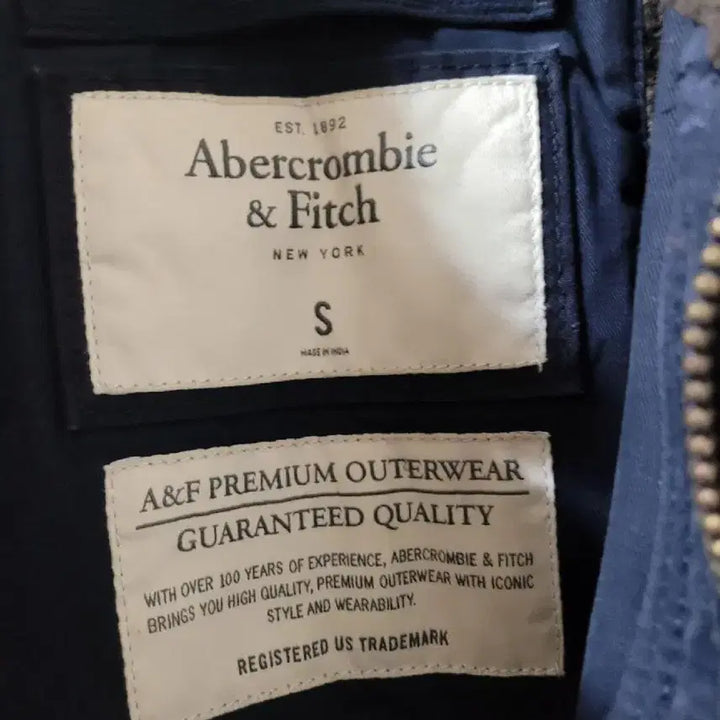 EST. 1892
Abercrombie
& Fitch
NEW YORK
S
MADE IN INDIA
A&F PREMIUM OUTERWEAR
GUARANTEED QUALITY
WITH OVER 100 YEARS OF EXPERIENCE, ABERCROMBIE & FITCH
BRINGS YOU HIGH QUALITY, PREMIUM OUTERWEAR WITH ICONIC
STYLE AND WEARABILITY.
REGISTERED US TRADEMARK